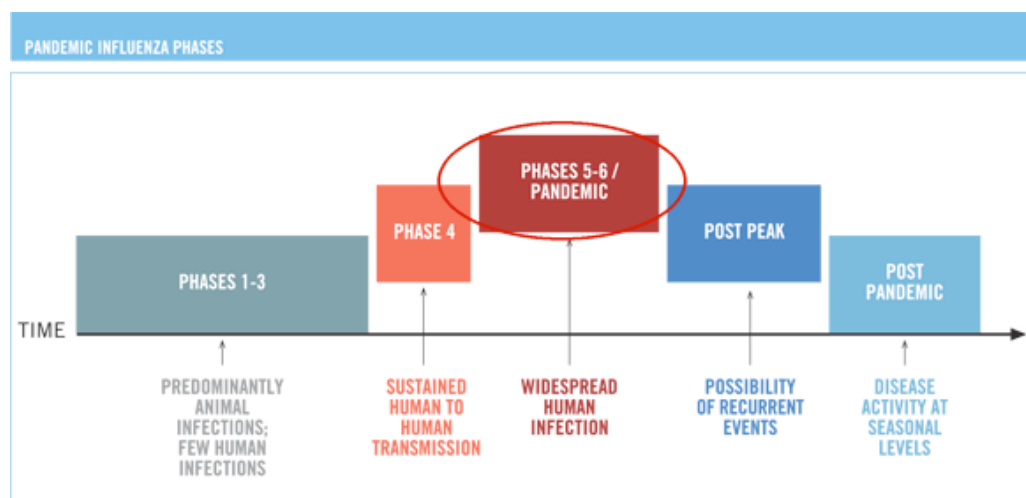 PANDEMIC INFLUENZA PHASES
PHASES 5-6 /
PANDEMIC
PHASE 4
POST PEAK
PHASES 1-3
POST
PANDEMIC
TIME
PREDOMINANTLY
ANIMAL
INFECTIONS;
FEW HUMAN
INFECTIONS
SUSTAINED
HUMAN TO
HUMAN
TRANSMISSION
WIDESPREAD
HUMAN
INFECTION
POSSIBILITY
OF RECURRENT
EVENTS
DISEASE
ACTIVITY AT
SEASONAL
LEVELS